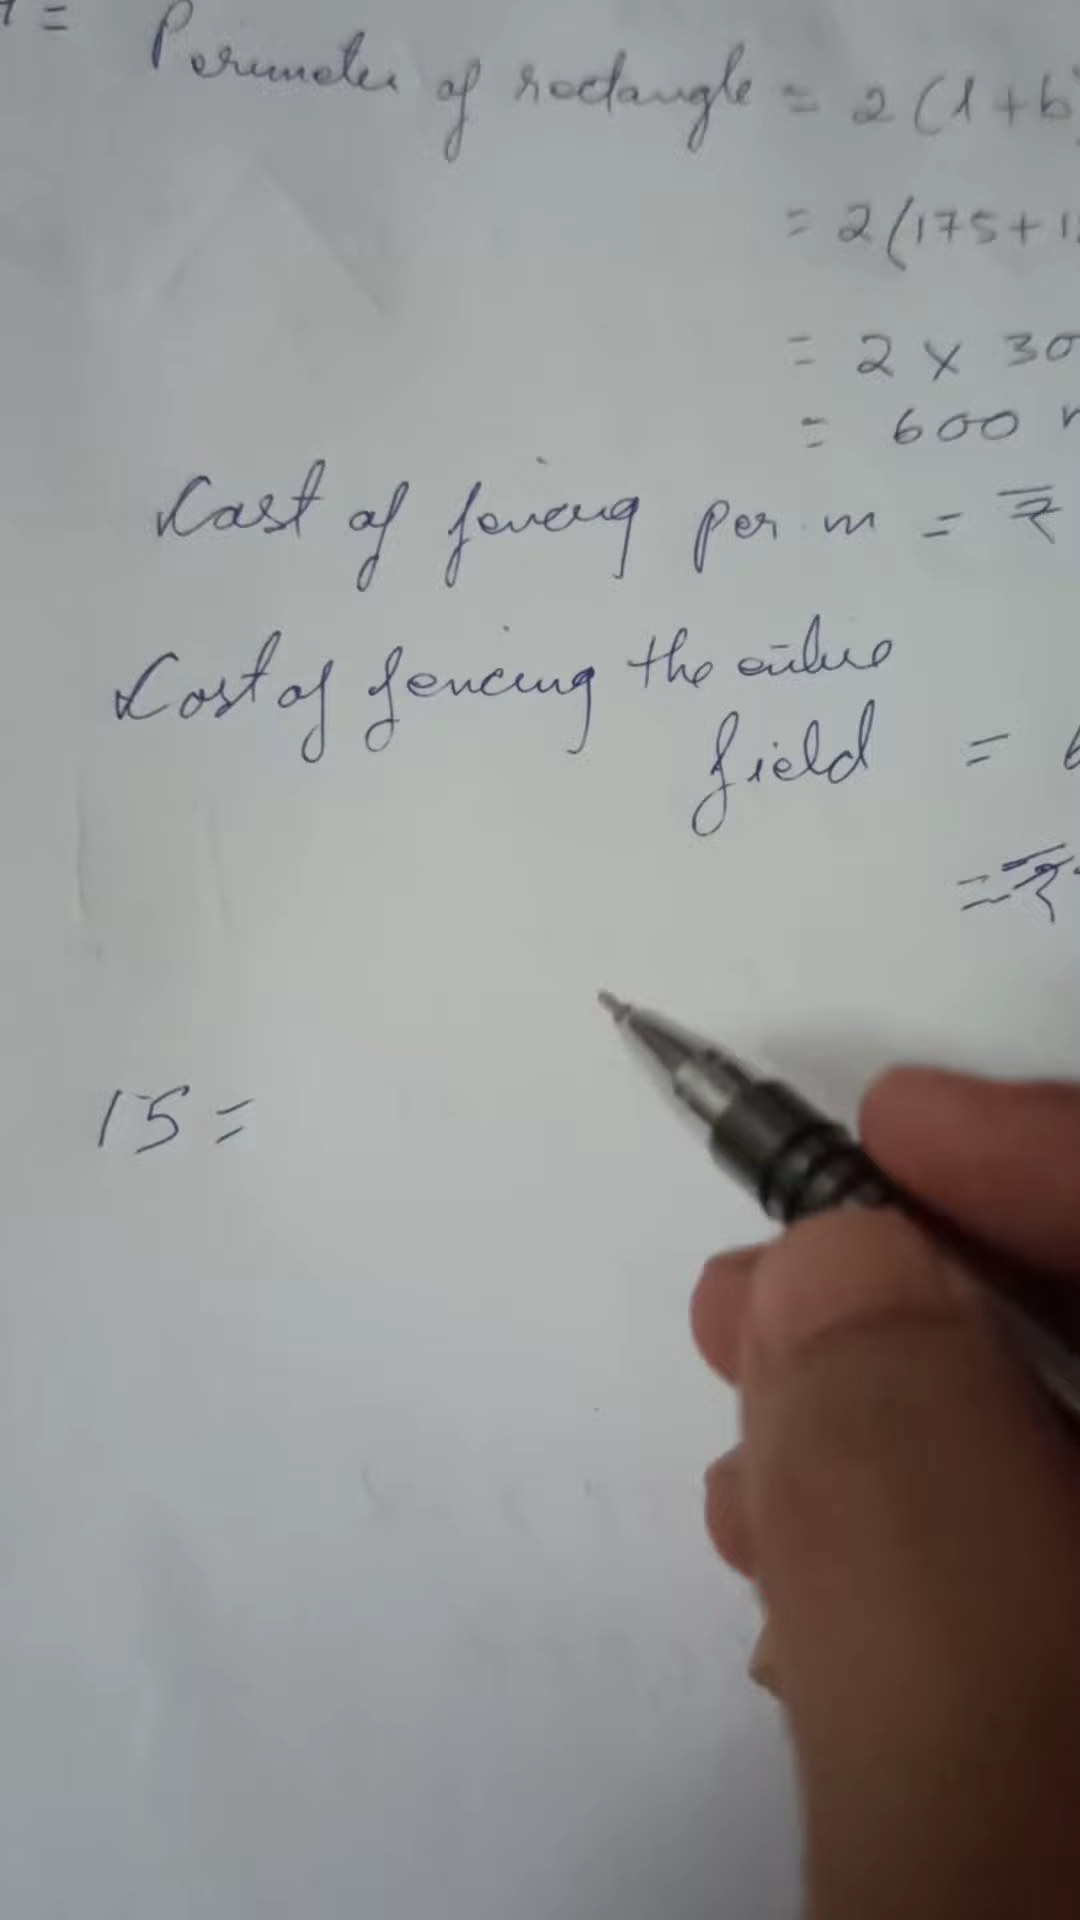 = Perimeter of rectangle = 2(l+b)
= 2(175+1
= 2 x 30
= 600
Cost of fencing per m = ₹
Cost of fencing the entire
field =
= ₹
15 =